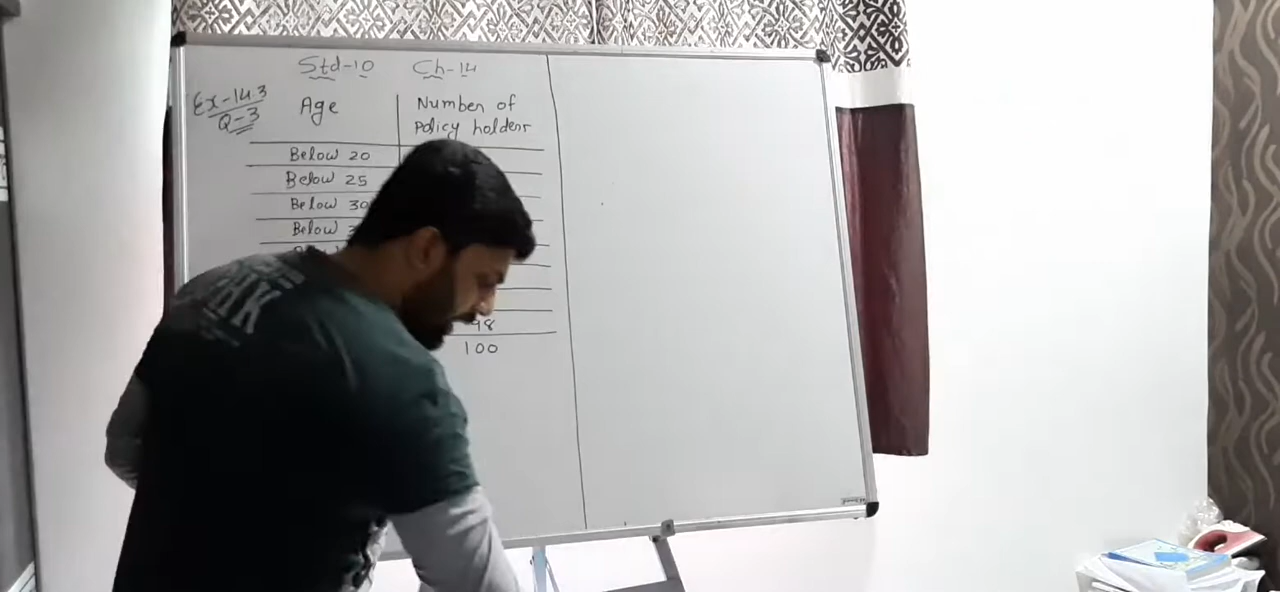 Std-10 Ch-14
Ex-14.3
Q-3
Age Number of
Policy holders
Below 20
Below 25
Below 30
Below
98
100